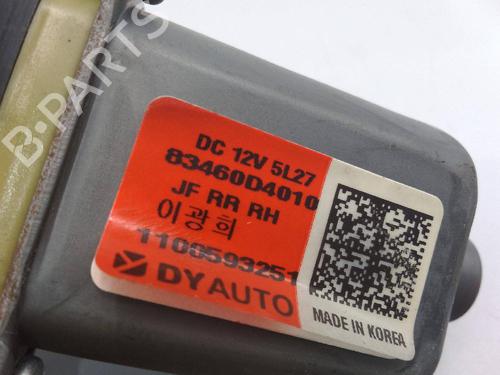 B-PARTS
DC 12V 5L27
83460D4010
JF RR RH
이광희
1100593251
DY AUTO
MADE IN KOREA